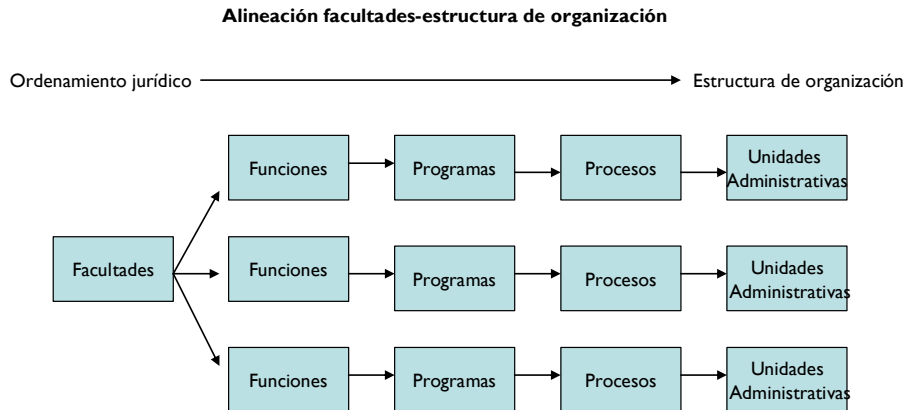 Alineación facultades-estructura de organización
Ordenamiento jurídico
Estructura de organización
Funciones
Programas
Procesos
Unidades
Administrativas
Facultades
Funciones
Programas
Procesos
Unidades
Administrativas
Funciones
Programas
Procesos
Unidades
Administrativas